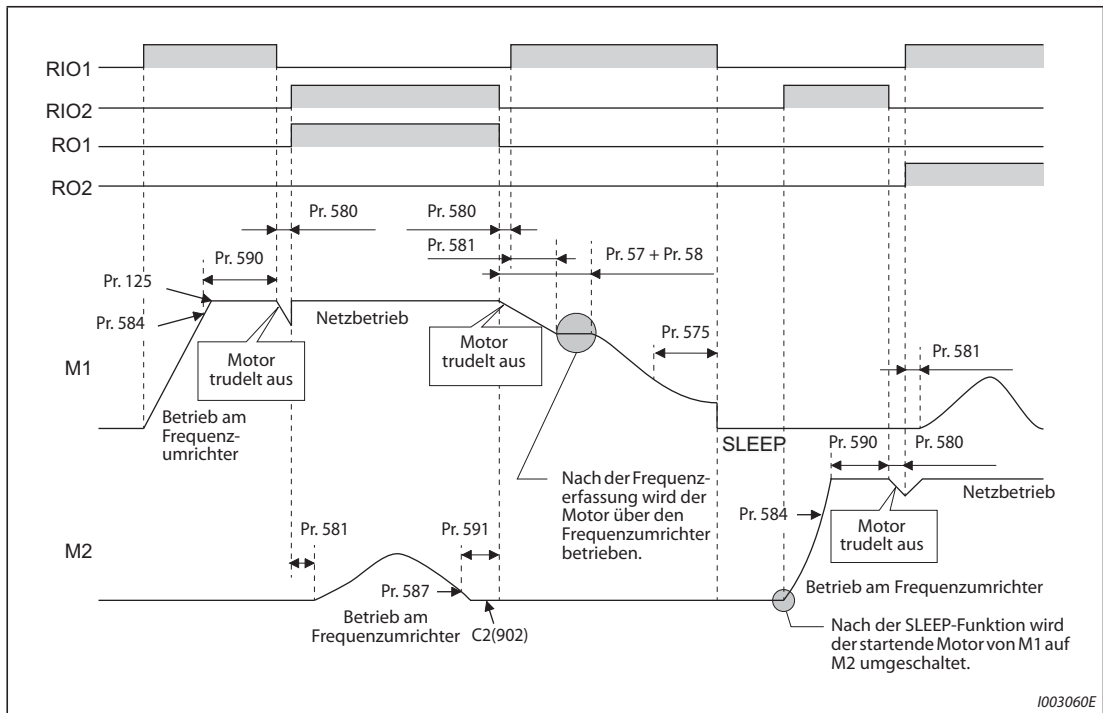 RIO1
RIO2
RO1
RO2
Pr. 580
Pr. 580
Pr. 590
Pr. 581
Pr. 57 + Pr. 58
Pr. 125
Pr. 584
Netzbetrieb
Motor
trudelt aus
Motor
trudelt aus
Pr. 575
Pr. 581
M1
Betrieb am
Frequenz-
umrichter
SLEEP
Pr. 590
Pr. 580
Nach der Frequenz-
erfassung wird der
Motor über den
Frequenzumrichter
betrieben.
Netzbetrieb
Pr. 584
Motor
trudelt aus
Pr. 581
Pr. 591
M2
Pr. 587
Betrieb am
Frequenzumrichter
C2(902)
Betrieb am Frequenzumrichter
Nach der SLEEP-Funktion wird
der startende Motor von M1 auf
M2 umgeschaltet.
I003060E